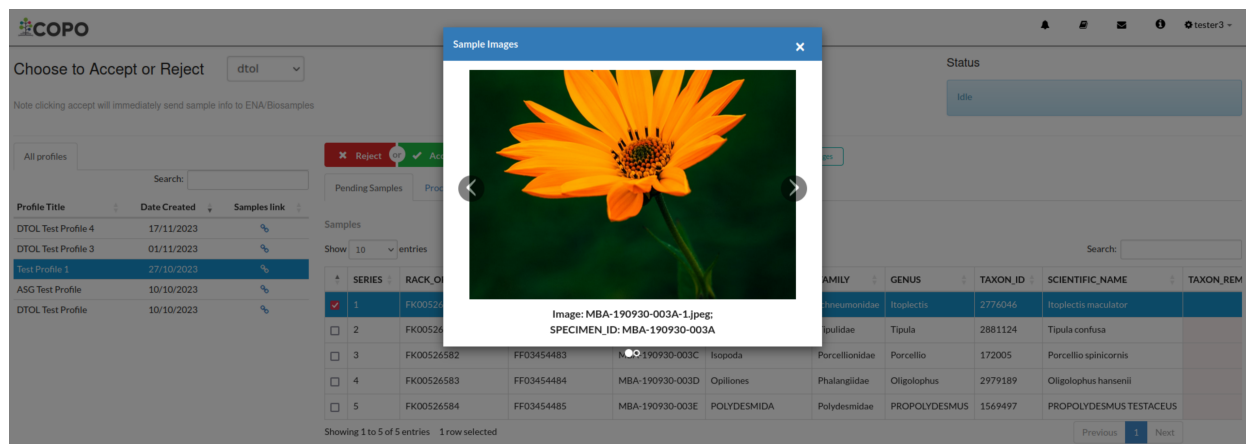 COPO
tester3
Choose to Accept or Reject
dtol
Note clicking accept will immediately send sample info to ENA/Biosamples
Status
Idle
All profiles
Search:
Profile Title Date Created Samples link
DTOL Test Profile 4 17/11/2023
DTOL Test Profile 3 01/11/2023
Test Profile 1 27/10/2023
ASG Test Profile 10/10/2023
DTOL Test Profile 10/10/2023
Reject or
Pending Samples
Samples
Show 10 entries
Search:
SERIES GENUS TAXON_ID SCIENTIFIC_NAME
1 Itoplectis 2776046 Itoplectis maculator
2 Tipula 2881124 Tipula confusa
3 FK00526582 FF03454483 Isopoda Porcellionidae Porcellio 172005 Porcellio spinicornis
4 FK00526583 FF03454484 MBA-190930-003D Opiliones Phalangiidae Oligolophus 2979189 Oligolophus hansenii
5 FK00526584 FF03454485 MBA-190930-003E POLYDESMIDA Polydesmidae PROPOLYDESMUS 1569497 PROPOLYDESMUS TESTACEUS
Showing 1 to 5 of 5 entries 1 row selected
Previous 1 Next
Sample Images
Image: MBA-190930-003A-1.jpeg;
SPECIMEN_ID: MBA-190930-003A